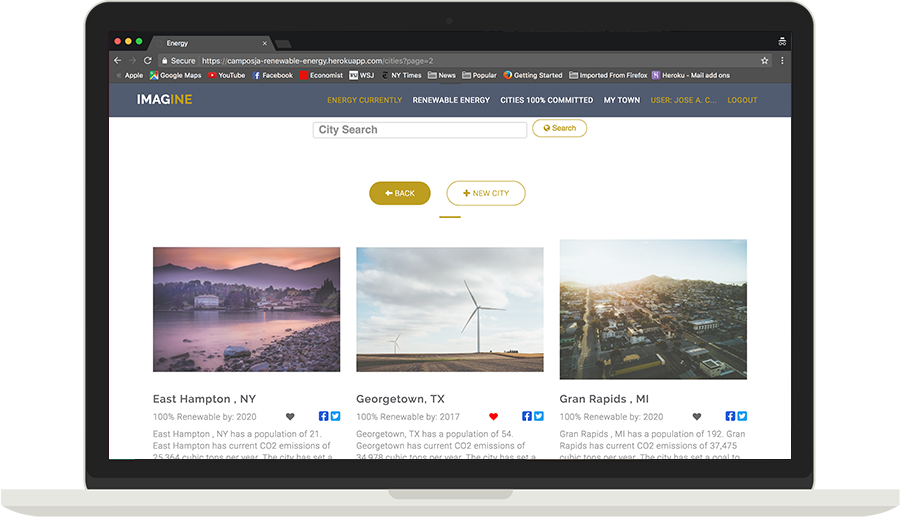 Energy
Secure https://camposja-renewable-energy.herokuapp.com/cities?page=2
Apple Google Maps YouTube Facebook Economist WSJ NY Times News Popular Getting Started Imported From Firefox Heroku - Mail add ons
IMAGINE ENERGY CURRENTLY RENEWABLE ENERGY CITIES 100% COMMITTED MY TOWN USER: JOSE A. C... LOGOUT
City Search Search
BACK NEW CITY
East Hampton , NY
100% Renewable by: 2020
East Hampton , NY has a population of 21.
East Hampton has current CO2 emissions of
25,364 cubic tons per year. The city has set a
Georgetown, TX
100% Renewable by: 2017
Georgetown, TX has a population of 54.
Georgetown has current CO2 emissions of
34,978 cubic tons per year. The city has set a
Gran Rapids , MI
100% Renewable by: 2020
Gran Rapids , MI has a population of 192. Gran
Rapids has current CO2 emissions of 37,475
cubic tons per year. The city has set a goal to